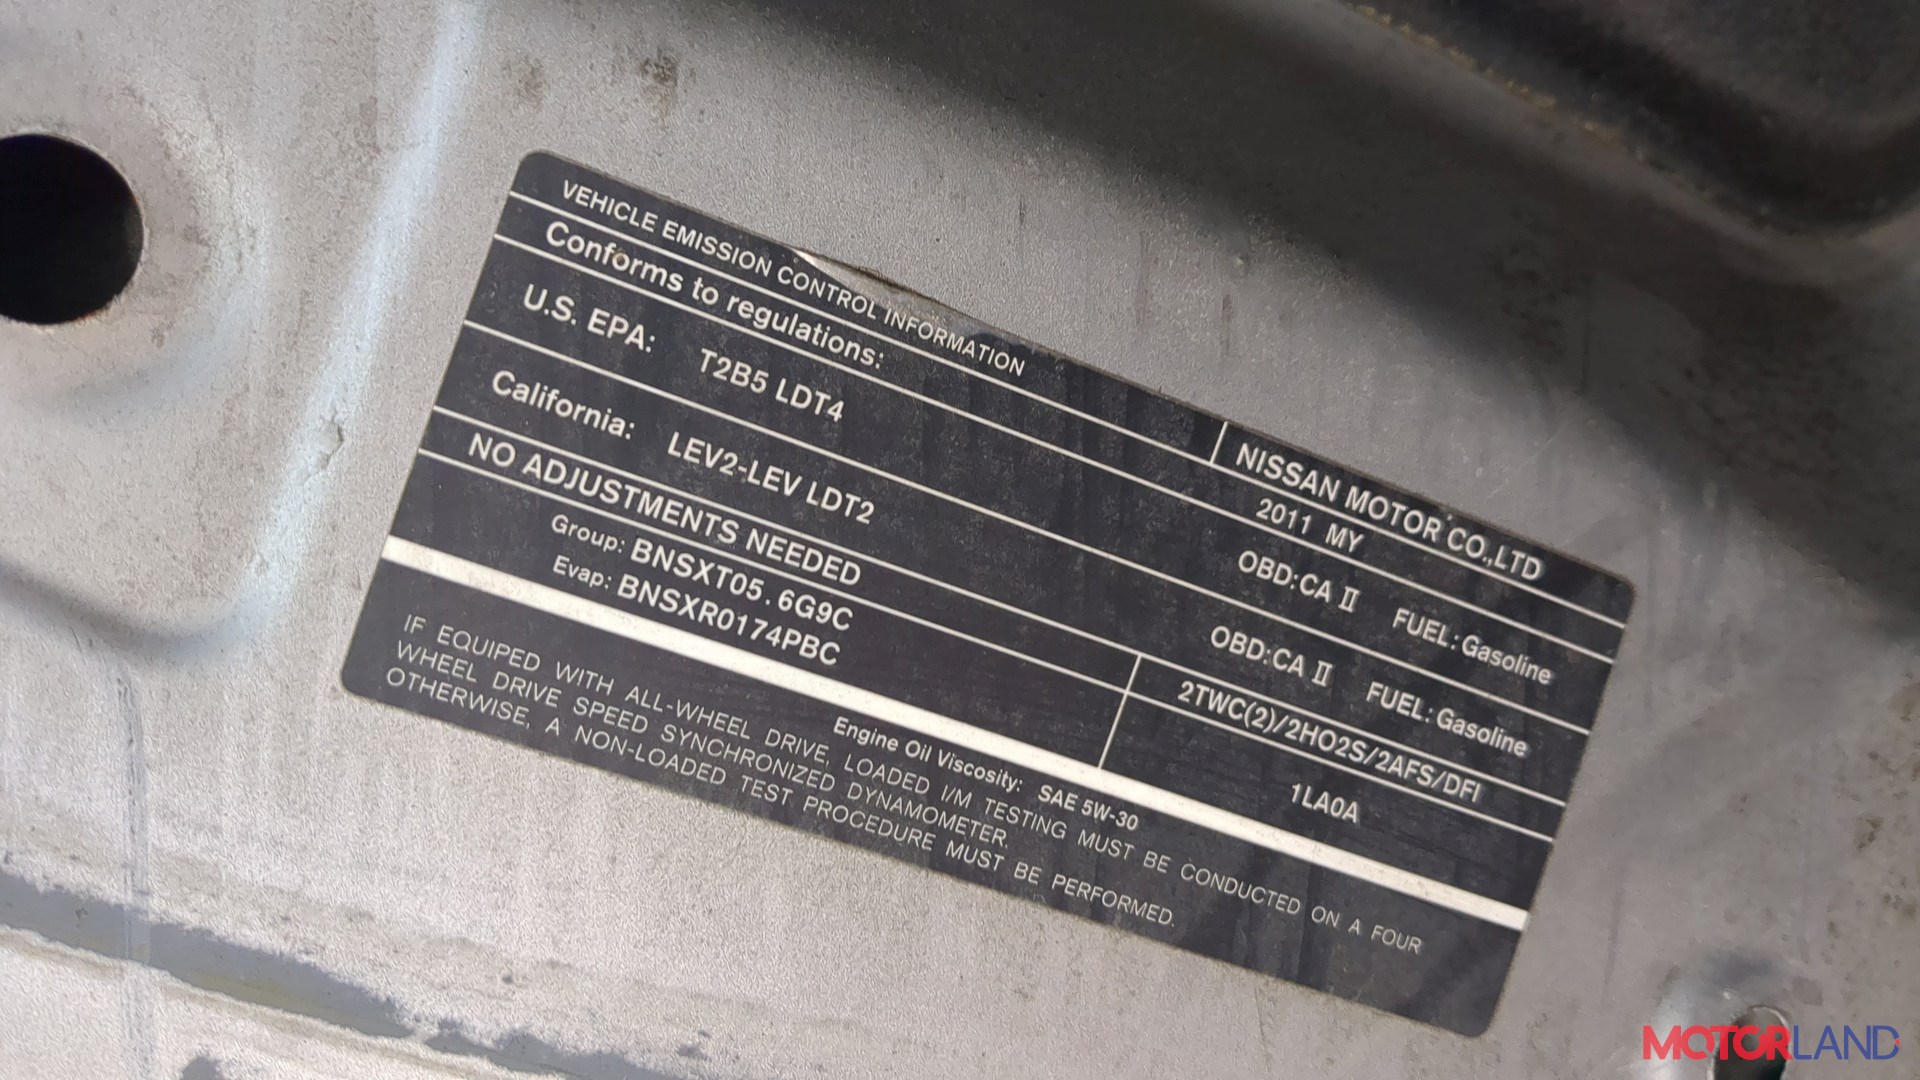 VEHICLE EMISSION CONTROL INFORMATION
NISSAN MOTOR CO.,LTD
Conforms to regulations:
2011 MY
U.S. EPA: T2B5 LDT4
OBD:CA II FUEL: Gasoline
California: LEV2-LEV LDT2
OBD:CA II FUEL: Gasoline
NO ADJUSTMENTS NEEDED
2TWC(2)/2HO2S/2AFS/DFI
Group: BNSXT05.6G9C
Evap: BNSXR0174PBC
1LA0A
Engine Oil Viscosity: SAE 5W-30
IF EQUIPED WITH ALL-WHEEL DRIVE, LOADED I/M TESTING MUST BE CONDUCTED ON A FOUR
WHEEL DRIVE SPEED SYNCHRONIZED DYNAMOMETER.
OTHERWISE, A NON-LOADED TEST PROCEDURE MUST BE PERFORMED.
MOTORLAND